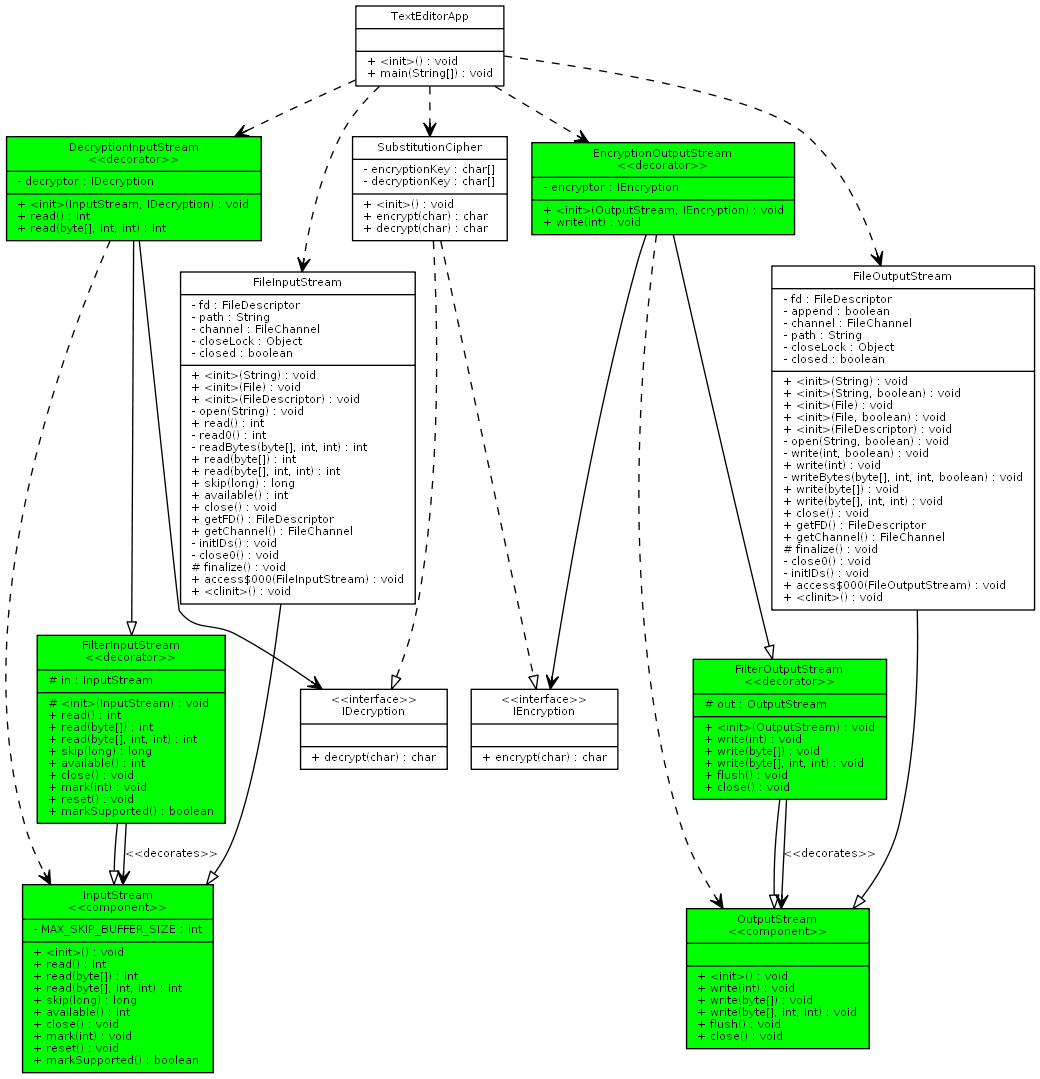 TextEditorApp
+ <init>() : void
+ main(String[]) : void
DecryptionInputStream
<<decorator>>
- decryptor : IDecryption
+ <init>(InputStream, IDecryption) : void
+ read() : int
+ read(byte[], int, int) : int
SubstitutionCipher
- encryptionKey : char[]
- decryptionKey : char[]
+ <init>() : void
+ encrypt(char) : char
+ decrypt(char) : char
EncryptionOutputStream
<<decorator>>
- encryptor : IEncryption
+ <init>(OutputStream, IEncryption) : void
+ write(int) : void
FileInputStream
- fd : FileDescriptor
- path : String
- channel : FileChannel
- closeLock : Object
- closed : boolean
+ <init>(String) : void
+ <init>(File) : void
+ <init>(FileDescriptor) : void
- open(String) : void
+ read() : int
- read0() : int
- readBytes(byte[], int, int) : int
+ read(byte[]) : int
+ read(byte[], int, int) : int
+ skip(long) : long
+ available() : int
+ close() : void
+ getFD() : FileDescriptor
+ getChannel() : FileChannel
- initIDs() : void
- close0() : void
# finalize() : void
+ access$000(FileInputStream) : void
+ <clinit>() : void
FileOutputStream
- fd : FileDescriptor
- append : boolean
- channel : FileChannel
- path : String
- closeLock : Object
- closed : boolean
+ <init>(String) : void
+ <init>(String, boolean) : void
+ <init>(File) : void
+ <init>(File, boolean) : void
+ <init>(FileDescriptor) : void
- open(String, boolean) : void
- write(int, boolean) : void
+ write(int) : void
- writeBytes(byte[], int, int, boolean) : void
+ write(byte[]) : void
+ write(byte[], int, int) : void
+ close() : void
+ getFD() : FileDescriptor
+ getChannel() : FileChannel
# finalize() : void
- close0() : void
- initIDs() : void
+ access$000(FileOutputStream) : void
+ <clinit>() : void
FilterInputStream
<<decorator>>
# in : InputStream
# <init>(InputStream) : void
+ read() : int
+ read(byte[]) : int
+ read(byte[], int, int) : int
+ skip(long) : long
+ available() : int
+ close() : void
+ mark(int) : void
+ reset() : void
+ markSupported() : boolean
<<interface>>
IDecryption
+ decrypt(char) : char
<<interface>>
IEncryption
+ encrypt(char) : char
FilterOutputStream
<<decorator>>
# out : OutputStream
+ <init>(OutputStream) : void
+ write(int) : void
+ write(byte[]) : void
+ write(byte[], int, int) : void
+ flush() : void
+ close() : void
<<decorates>>
<<decorates>>
InputStream
<<component>>
- MAX_SKIP_BUFFER_SIZE : int
+ <init>() : void
+ read() : int
+ read(byte[]) : int
+ read(byte[], int, int) : int
+ skip(long) : long
+ available() : int
+ close() : void
+ mark(int) : void
+ reset() : void
+ markSupported() : boolean
OutputStream
<<component>>
+ <init>() : void
+ write(int) : void
+ write(byte[]) : void
+ write(byte[], int, int) : void
+ flush() : void
+ close() : void